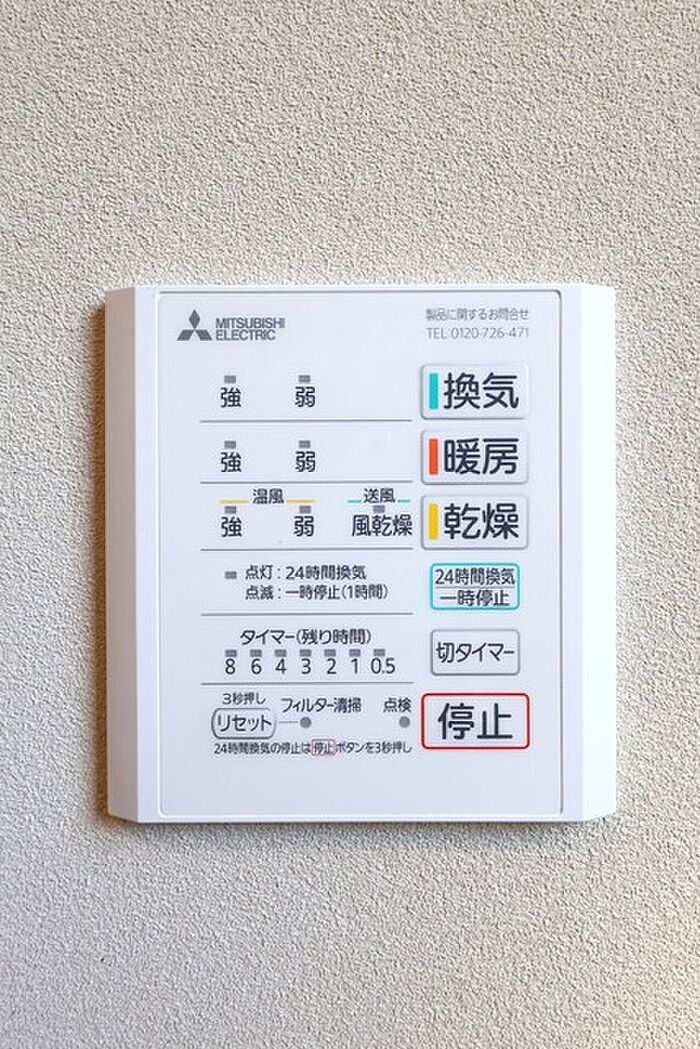 MITSUBISHI
ELECTRIC
製品に関するお問合せ
TEL:0120-726-471
強 弱 換気
強 弱 暖房
温風 送風
強 弱 風乾燥 乾燥
点灯:24時間換気
点滅:一時停止(1時間)
24時間換気
一時停止
タイマー(残り時間)
8 6 4 3 2 1 0.5
切タイマー
3秒押し
リセット フィルター清掃 点検
停止
24時間換気の停止は停止ボタンを3秒押し